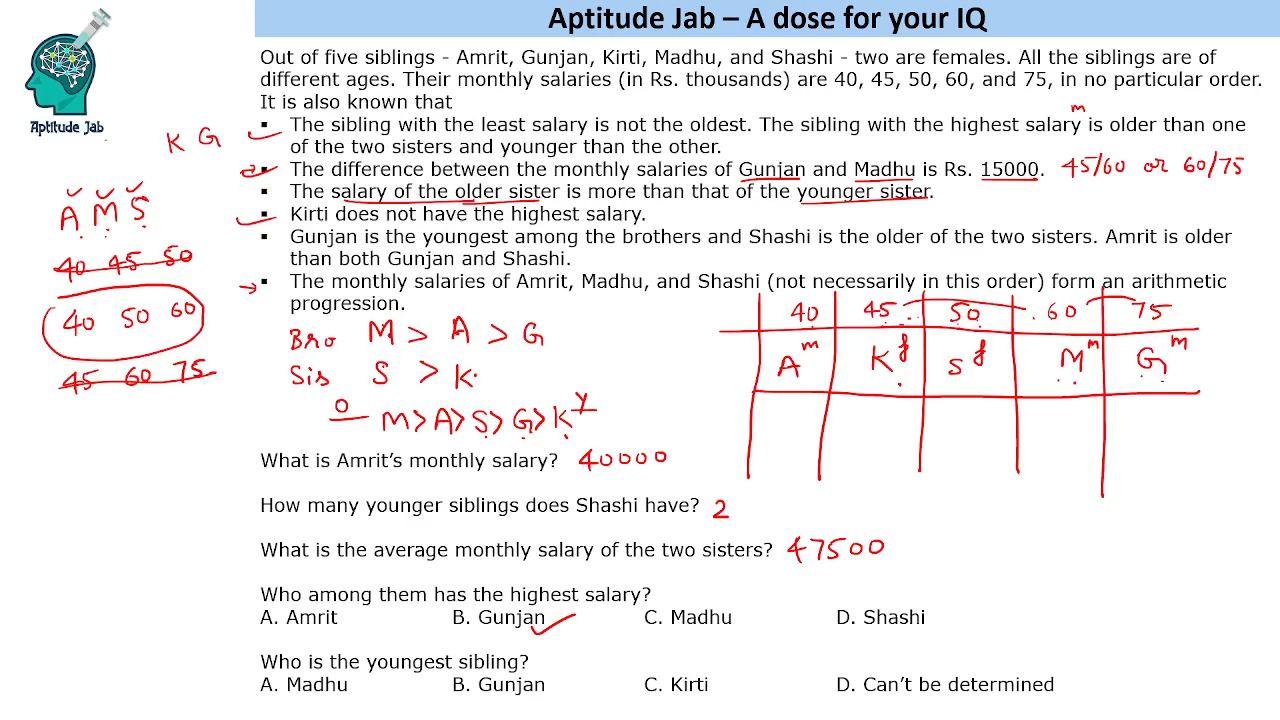 Aptitude Jab – A dose for your IQ
Aptitude Jab
Out of five siblings - Amrit, Gunjan, Kirti, Madhu, and Shashi - two are females. All the siblings are of
different ages. Their monthly salaries (in Rs. thousands) are 40, 45, 50, 60, and 75, in no particular order.
It is also known that
m
▪ The sibling with the least salary is not the oldest. The sibling with the highest salary is older than one
of the two sisters and younger than the other.
▪ The difference between the monthly salaries of Gunjan and Madhu is Rs. 15000. 45/60 or 60/75
▪ The salary of the older sister is more than that of the younger sister.
▪ Kirti does not have the highest salary.
▪ Gunjan is the youngest among the brothers and Shashi is the older of the two sisters. Amrit is older
than both Gunjan and Shashi.
▪ The monthly salaries of Amrit, Madhu, and Shashi (not necessarily in this order) form an arithmetic
progression.
K G
A M S
40 45 50
40 50 60
45 60 75
Bro M > A > G
Sis S > K
O M > A > S > G > K Y
40 45 50 60 75
A m K f S f M m G m
What is Amrit's monthly salary? 40000
How many younger siblings does Shashi have? 2
What is the average monthly salary of the two sisters? 47500
Who among them has the highest salary?
A. Amrit B. Gunjan C. Madhu D. Shashi
Who is the youngest sibling?
A. Madhu B. Gunjan C. Kirti D. Can't be determined